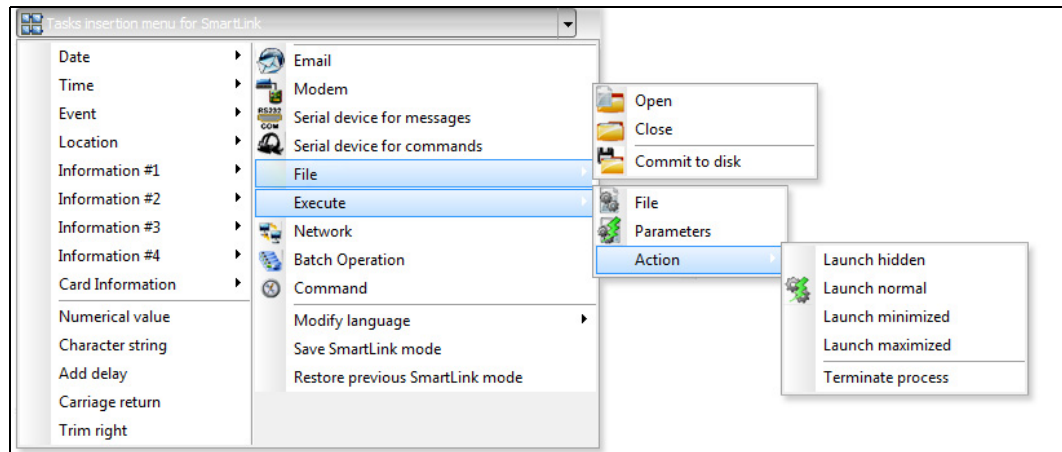 Tasks insertion menu for SmartLink
Date
Time
Event
Location
Information #1
Information #2
Information #3
Information #4
Card Information
Numerical value
Character string
Add delay
Carriage return
Trim right
Email
Modem
RS232
COM
Serial device for messages
Serial device for commands
File
Execute
Network
Batch Operation
Command
Modify language
Save SmartLink mode
Restore previous SmartLink mode
Open
Close
Commit to disk
File
Parameters
Action
Launch hidden
Launch normal
Launch minimized
Launch maximized
Terminate process